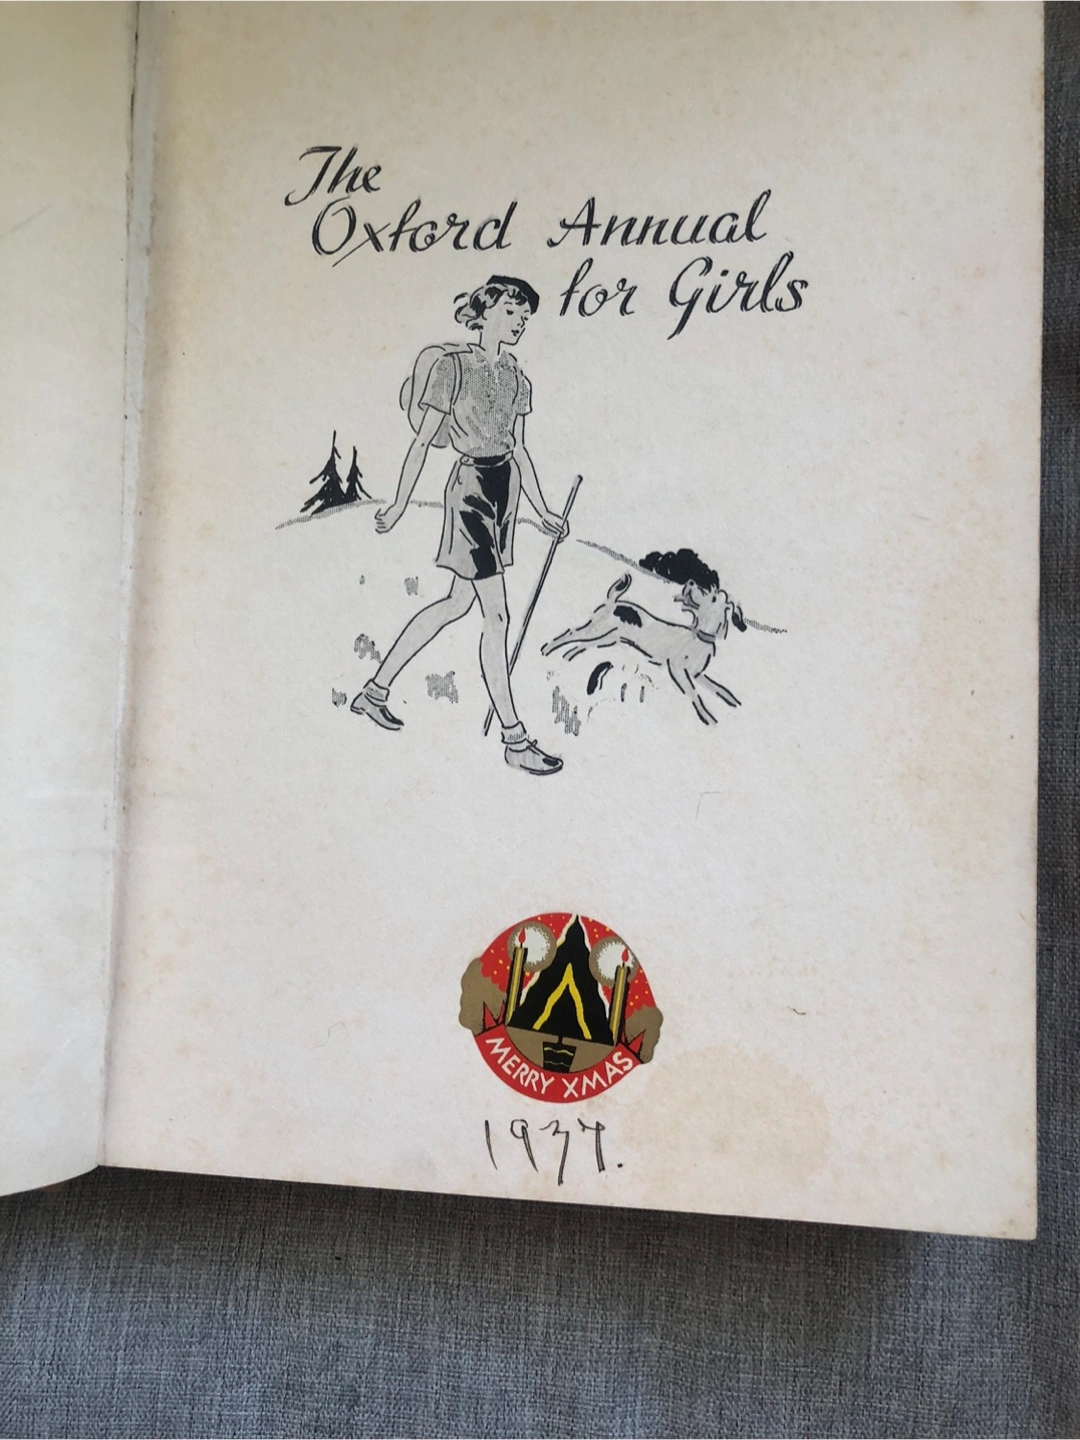 The
Oxford Annual
for Girls
MERRY XMAS
1937.